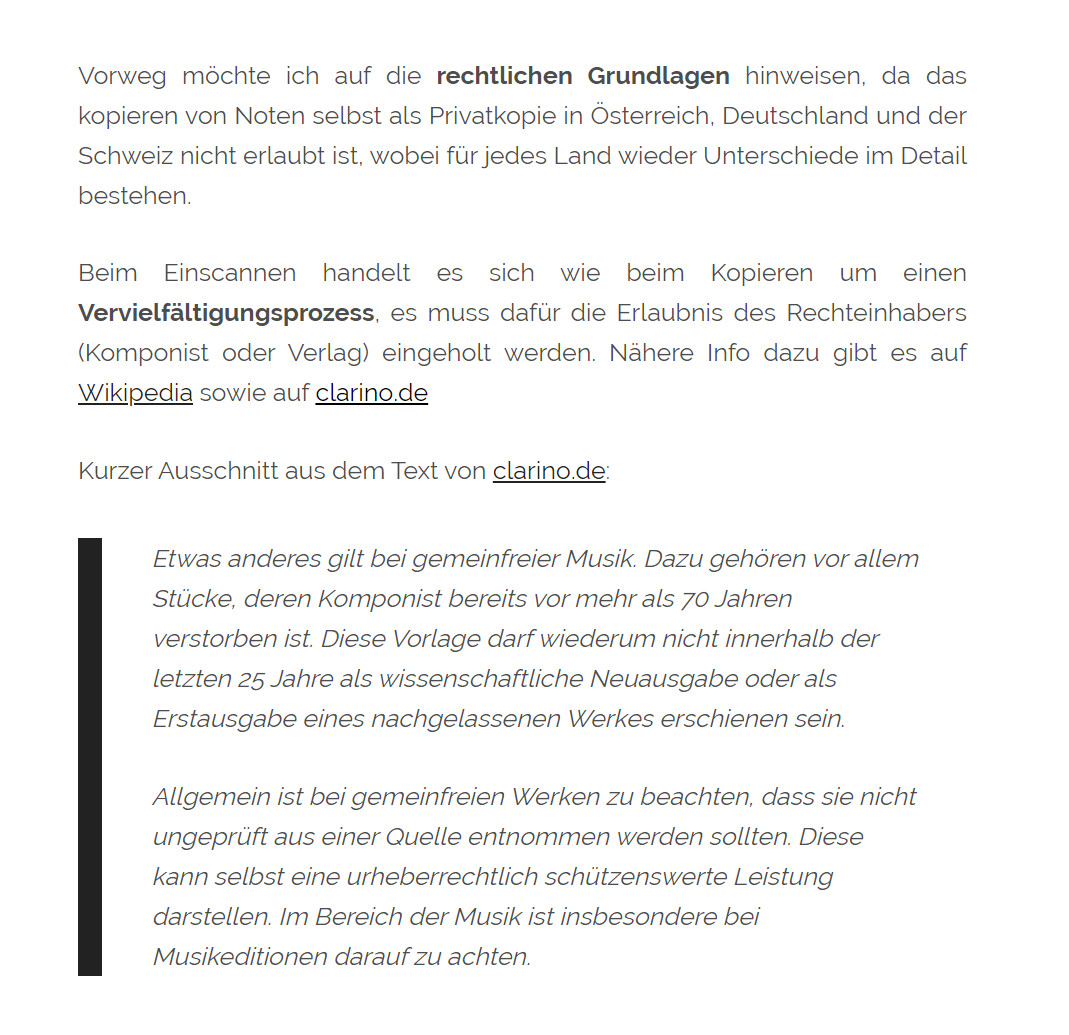 Vorweg möchte ich auf die rechtlichen Grundlagen hinweisen, da das
kopieren von Noten selbst als Privatkopie in Österreich, Deutschland und der
Schweiz nicht erlaubt ist, wobei für jedes Land wieder Unterschiede im Detail
bestehen.
Beim Einscannen handelt es sich wie beim Kopieren um einen
Vervielfältigungsprozess, es muss dafür die Erlaubnis des Rechteinhabers
(Komponist oder Verlag) eingeholt werden. Nähere Info dazu gibt es auf
Wikipedia sowie auf clarino.de
Kurzer Ausschnitt aus dem Text von clarino.de:
Etwas anderes gilt bei gemeinfreier Musik. Dazu gehören vor allem
Stücke, deren Komponist bereits vor mehr als 70 Jahren
verstorben ist. Diese Vorlage darf wiederum nicht innerhalb der
letzten 25 Jahre als wissenschaftliche Neuausgabe oder als
Erstausgabe eines nachgelassenen Werkes erschienen sein.
Allgemein ist bei gemeinfreien Werken zu beachten, dass sie nicht
ungeprüft aus einer Quelle entnommen werden sollten. Diese
kann selbst eine urheberrechtlich schützenswerte Leistung
darstellen. Im Bereich der Musik ist insbesondere bei
Musikeditionen darauf zu achten.